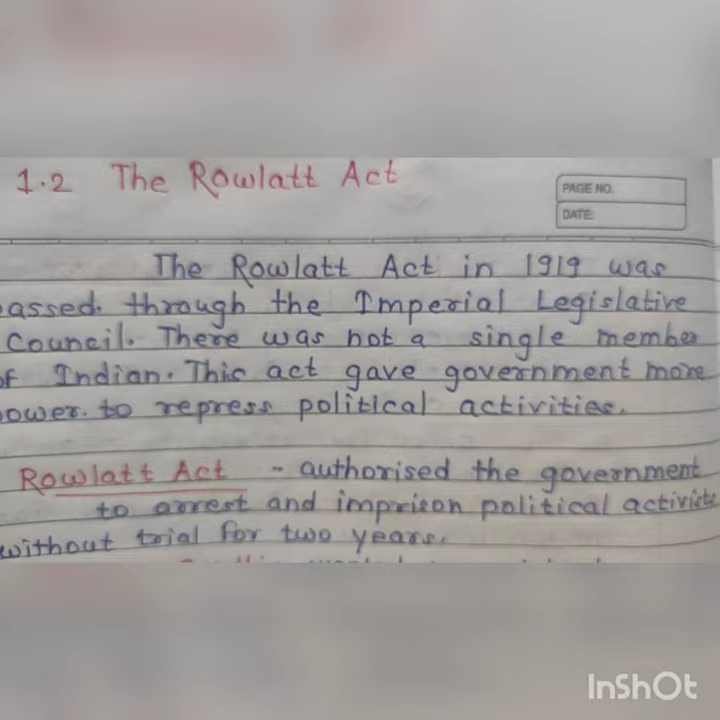 1.2 The Rowlatt Act
PAGE NO.
DATE:
The Rowlatt Act in 1919 was
assed. through the Imperial Legislative
Council. There was not a single member
of Indian. This act gave government more
ower. to repress political activities.
Rowlatt Act - authorised the government
to arrest and imprison political activists
without trial for two years.
InShOt